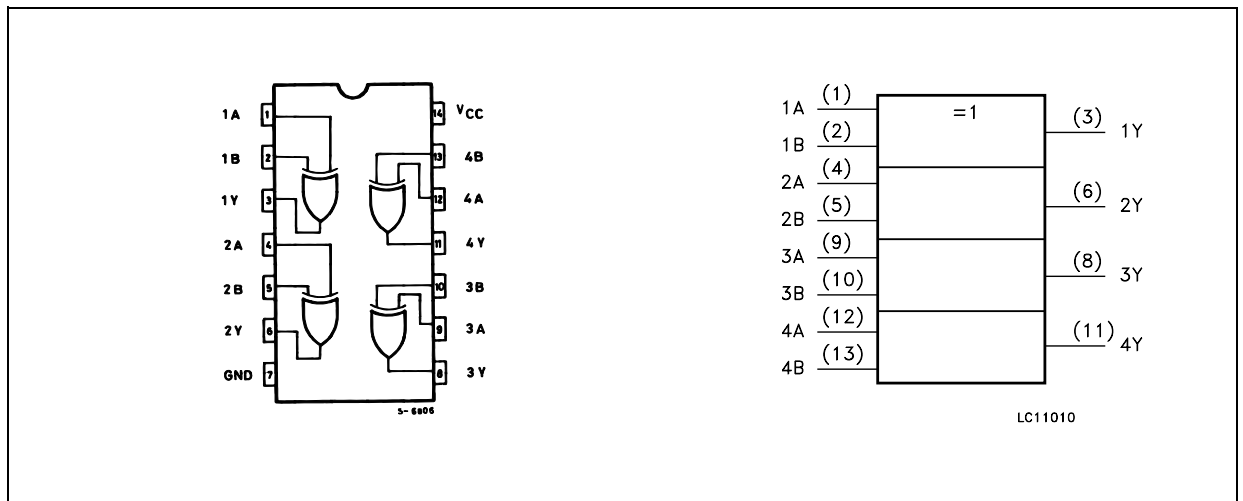 1A 1 14 VCC
1B 2 13 4B
1Y 3 12 4A
2A 4 11 4Y
2B 5 10 3B
2Y 6 9 3A
GND 7 8 3Y
S-6806
=1
1A (1)
1B (2)
2A (4)
2B (5)
3A (9)
3B (10)
4A (12)
4B (13)
(3) 1Y
(6) 2Y
(8) 3Y
(11) 4Y
LC11010